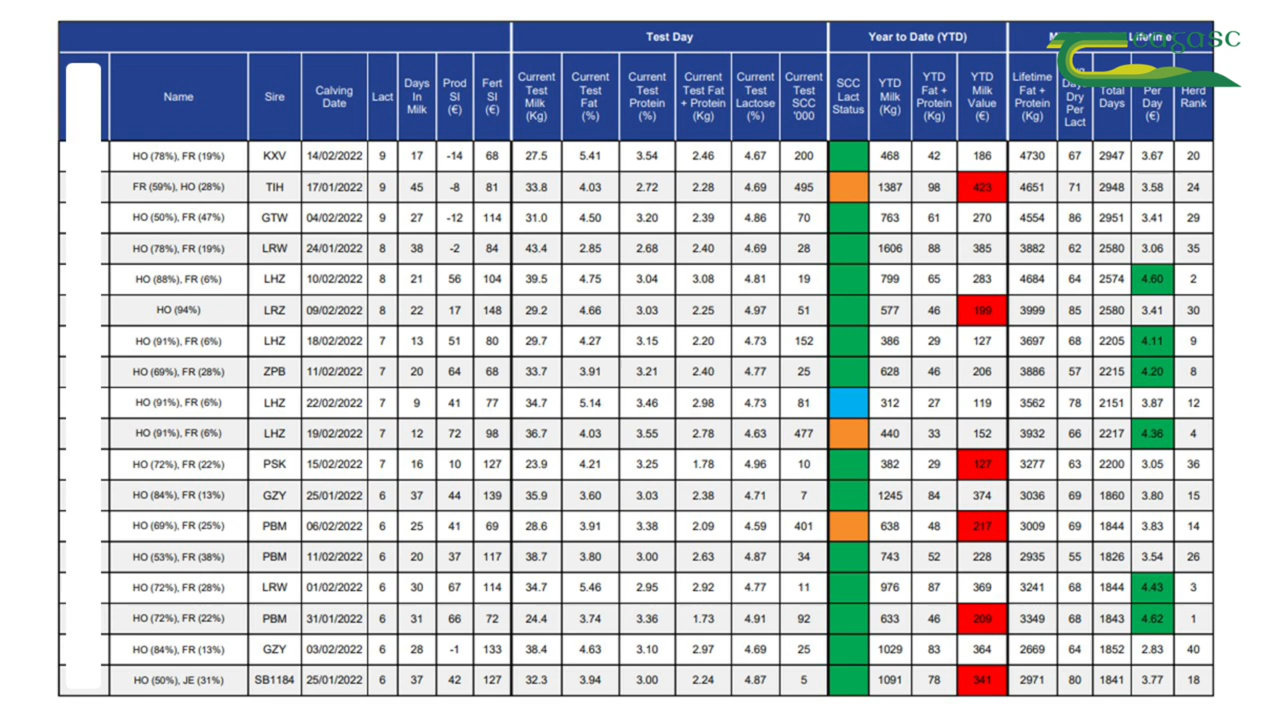 Test Day Year to Date (YTD) Lifetime
Teagasc
Name Sire Calving Date Lact Days In Milk Prod SI (€) Fert SI (€) Current Test Milk (Kg) Current Test Fat (%) Current Test Protein (%) Current Test Fat + Protein (Kg) Current Test Lactose (%) Current Test SCC '000 SCC Lact Status YTD Milk (Kg) YTD Fat + Protein (Kg) YTD Milk Value (€) Lifetime Fat + Protein (Kg) Days Dry Per Lact Total Days Per Day (€) Herd Rank
HO (78%), FR (19%) KXV 14/02/2022 9 17 -14 68 27.5 5.41 3.54 2.46 4.67 200 468 42 186 4730 67 2947 3.67 20
FR (59%), HO (28%) TIH 17/01/2022 9 45 -8 81 33.8 4.03 2.72 2.28 4.69 495 1387 98 423 4651 71 2948 3.58 24
HO (50%), FR (47%) GTW 04/02/2022 9 27 -12 114 31.0 4.50 3.20 2.39 4.86 70 763 61 270 4554 86 2951 3.41 29
HO (78%), FR (19%) LRW 24/01/2022 8 38 -2 84 43.4 2.85 2.68 2.40 4.69 28 1606 88 385 3882 62 2580 3.06 35
HO (88%), FR (6%) LHZ 10/02/2022 8 21 56 104 39.5 4.75 3.04 3.08 4.81 19 799 65 283 4684 64 2574 4.60 2
HO (94%) LRZ 09/02/2022 8 22 17 148 29.2 4.66 3.03 2.25 4.97 51 577 46 199 3999 85 2580 3.41 30
HO (91%), FR (6%) LHZ 18/02/2022 7 13 51 80 29.7 4.27 3.15 2.20 4.73 152 386 29 127 3697 68 2205 4.11 9
HO (69%), FR (28%) ZPB 11/02/2022 7 20 64 68 33.7 3.91 3.21 2.40 4.77 25 628 46 206 3886 57 2215 4.20 8
HO (91%), FR (6%) LHZ 22/02/2022 7 9 41 77 34.7 5.14 3.46 2.98 4.73 81 312 27 119 3562 78 2151 3.87 12
HO (91%), FR (6%) LHZ 19/02/2022 7 12 72 98 36.7 4.03 3.55 2.78 4.63 477 440 33 152 3932 66 2217 4.36 4
HO (72%), FR (22%) PSK 15/02/2022 7 16 10 127 23.9 4.21 3.25 1.78 4.96 10 382 29 127 3277 63 2200 3.05 36
HO (84%), FR (13%) GZY 25/01/2022 6 37 44 139 35.9 3.60 3.03 2.38 4.71 7 1245 84 374 3036 69 1860 3.80 15
HO (69%), FR (25%) PBM 06/02/2022 6 25 41 69 28.6 3.91 3.38 2.09 4.59 401 638 48 217 3009 69 1844 3.83 14
HO (53%), FR (38%) PBM 11/02/2022 6 20 37 117 38.7 3.80 3.00 2.63 4.87 34 743 52 228 2935 55 1826 3.54 26
HO (72%), FR (28%) LRW 01/02/2022 6 30 67 114 34.7 5.46 2.95 2.92 4.77 11 976 87 369 3241 68 1844 4.43 3
HO (72%), FR (22%) PBM 31/01/2022 6 31 66 72 24.4 3.74 3.36 1.73 4.91 92 633 46 209 3349 68 1843 4.62 1
HO (84%), FR (13%) GZY 03/02/2022 6 28 -1 133 38.4 4.63 3.10 2.97 4.69 25 1029 83 364 2669 64 1852 2.83 40
HO (50%), JE (31%) SB1184 25/01/2022 6 37 42 127 32.3 3.94 3.00 2.24 4.87 5 1091 78 341 2971 80 1841 3.77 18